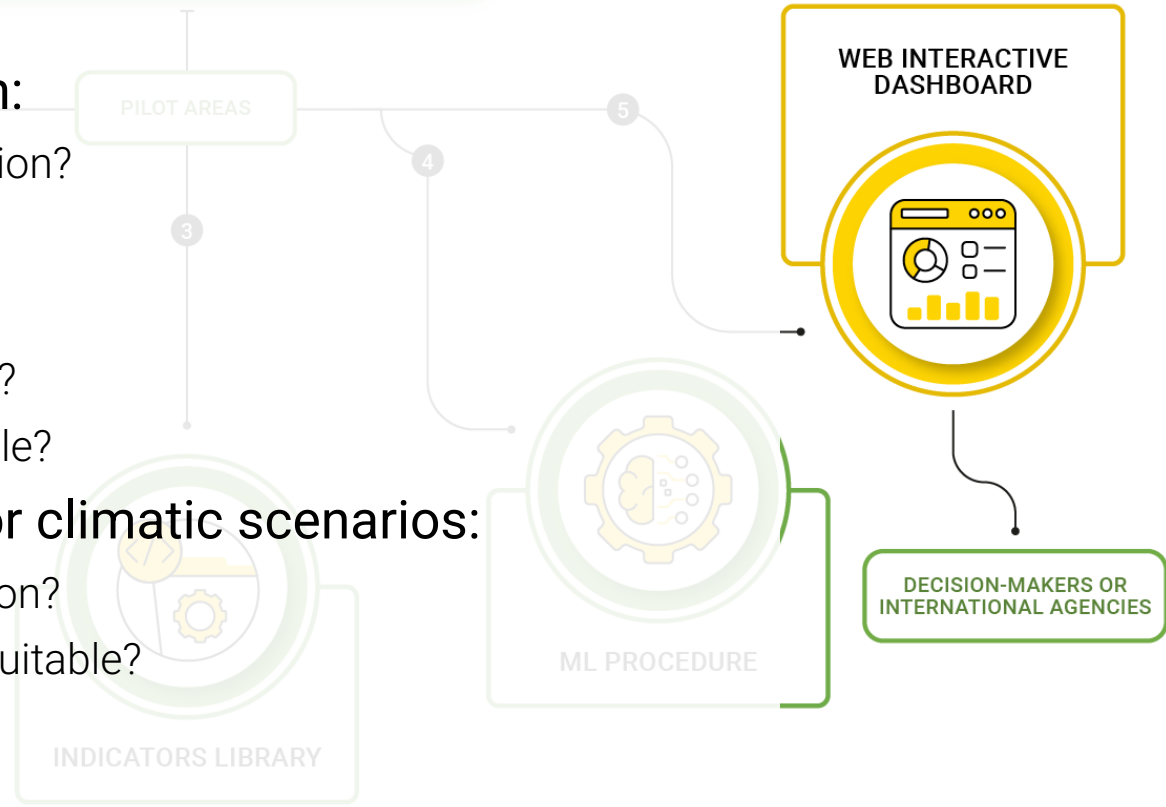 WEB INTERACTIVE
DASHBOARD
n:
PILOT AREAS
5
ion?
4
3
?
le?
or climatic scenarios:
on?
DECISION-MAKERS OR
INTERNATIONAL AGENCIES
uitable?
ML PROCEDURE
INDICATORS LIBRARY